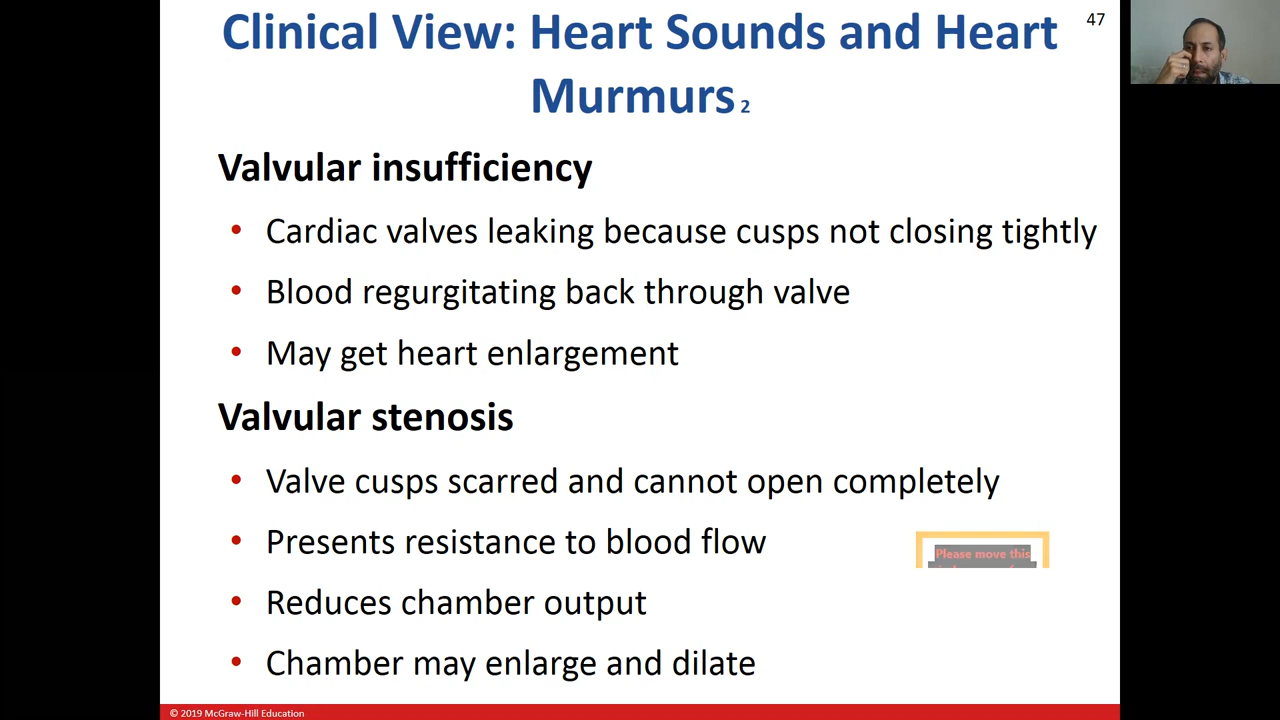 Clinical View: Heart Sounds and Heart
Murmurs 2
47
Valvular insufficiency
• Cardiac valves leaking because cusps not closing tightly
• Blood regurgitating back through valve
• May get heart enlargement
Valvular stenosis
• Valve cusps scarred and cannot open completely
• Presents resistance to blood flow
• Reduces chamber output
• Chamber may enlarge and dilate
Please move this
© 2019 McGraw-Hill Education